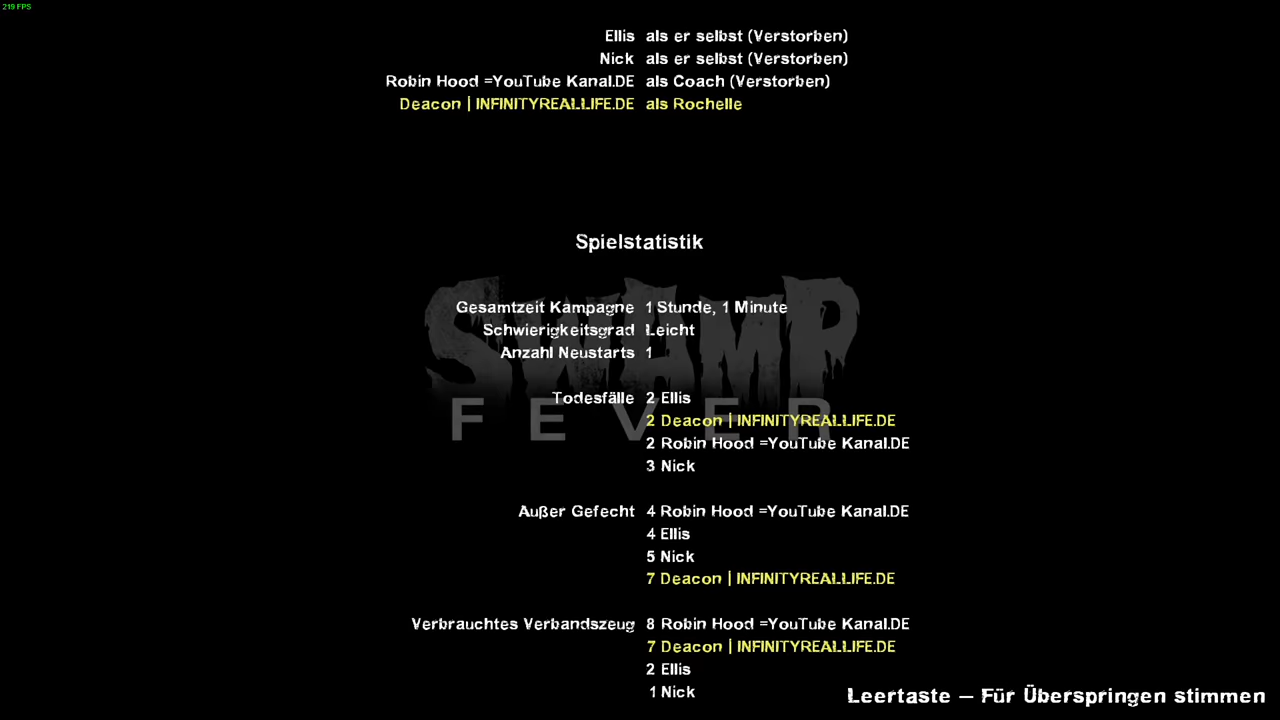 219 FPS
Ellis als er selbst (Verstorben)
Nick als er selbst (Verstorben)
Robin Hood =YouTube Kanal.DE als Coach (Verstorben)
Deacon | INFINITYREALLIFE.DE als Rochelle
Spielstatistik
SWAMP
FEVER
Gesamtzeit Kampagne 1 Stunde, 1 Minute
Schwierigkeitsgrad Leicht
Anzahl Neustarts 1
Todesfälle 2 Ellis
2 Deacon | INFINITYREALLIFE.DE
2 Robin Hood =YouTube Kanal.DE
3 Nick
Außer Gefecht 4 Robin Hood =YouTube Kanal.DE
4 Ellis
5 Nick
7 Deacon | INFINITYREALLIFE.DE
Verbrauchtes Verbandszeug 8 Robin Hood =YouTube Kanal.DE
7 Deacon | INFINITYREALLIFE.DE
2 Ellis
1 Nick
Leertaste – Für Überspringen stimmen